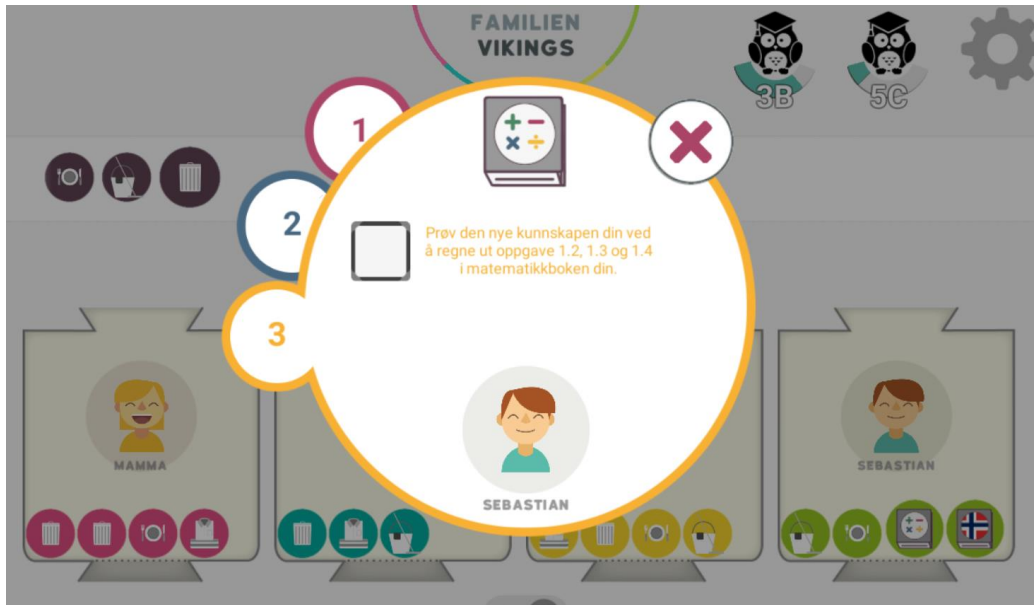 FAMILIEN
VIKINGS
3B
5C
1
2
3
Prøv den nye kunnskapen din ved
å regne ut oppgave 1.2, 1.3 og 1.4
i matematikkboken din.
MAMMA
SEBASTIAN
SEBASTIAN